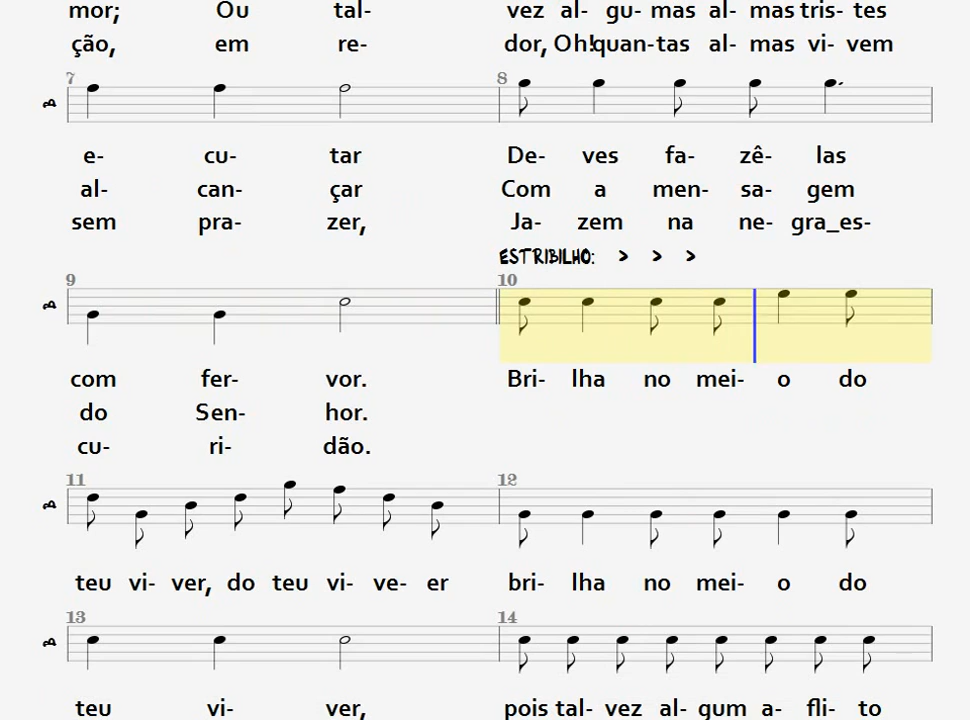 mor; Ou tal- vez al- gu- mas al- mas tris- tes
ção, em re- dor, Oh! quan- tas al- mas vi- vem
7 8
A
e- cu- tar De- ves fa- zê- las
al- can- çar Com a men- sa- gem
sem pra- zer, Ja- zem na ne- gra_es-
ESTRIBILHO: > > >
9 10
A
com fer- vor. Bri- lha no mei- o do
do Sen- hor.
cu- ri- dão.
11 12
A
teu vi- ver, do teu vi- ve- er bri- lha no mei- o do
13 14
A
teu vi- ver, pois tal- vez al- gum a- fli- to